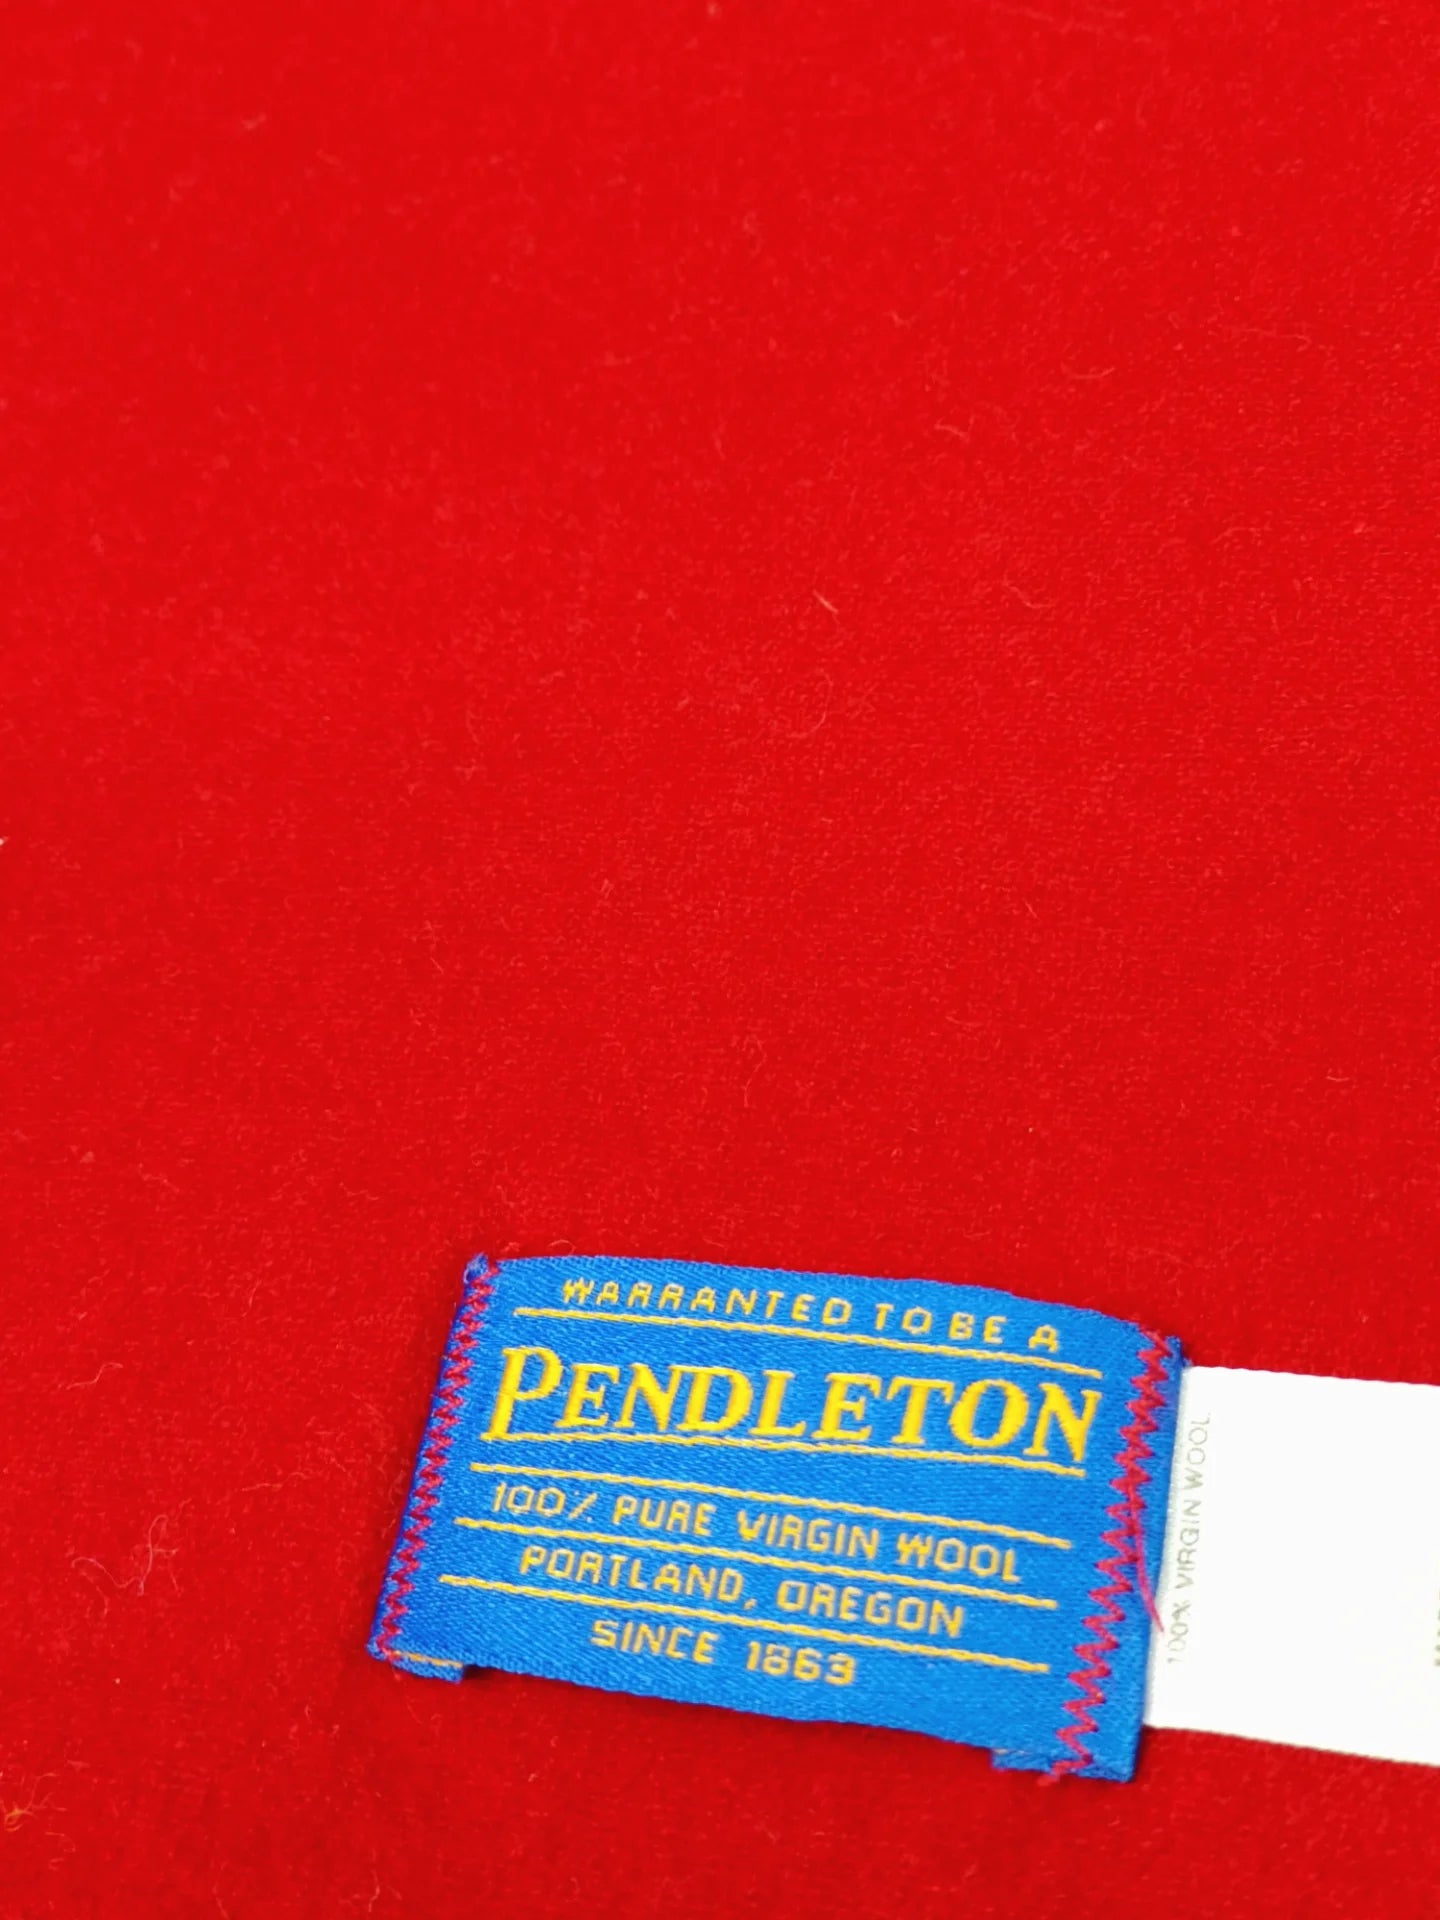 WARRANTED TO BE A
PENDLETON
100% PURE VIRGIN WOOL
PORTLAND, OREGON
SINCE 1863
100% VIRGIN WOOL